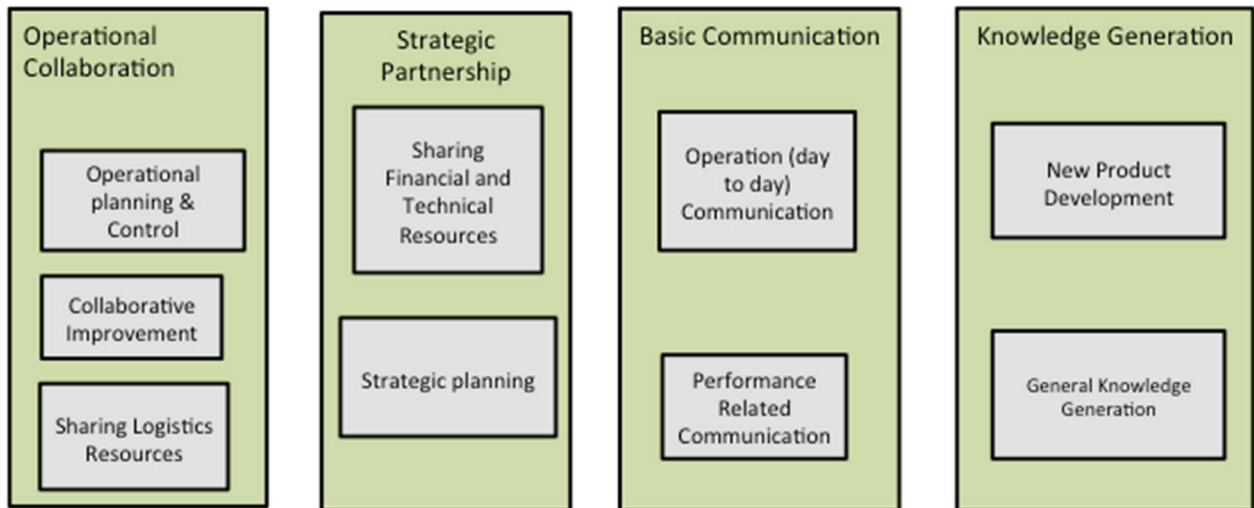 Operational
Collaboration
Operational
planning &
Control
Collaborative
Improvement
Sharing Logistics
Resources
Strategic
Partnership
Sharing
Financial and
Technical
Resources
Strategic planning
Basic Communication
Operation (day
to day)
Communication
Performance
Related
Communication
Knowledge Generation
New Product
Development
General Knowledge
Generation